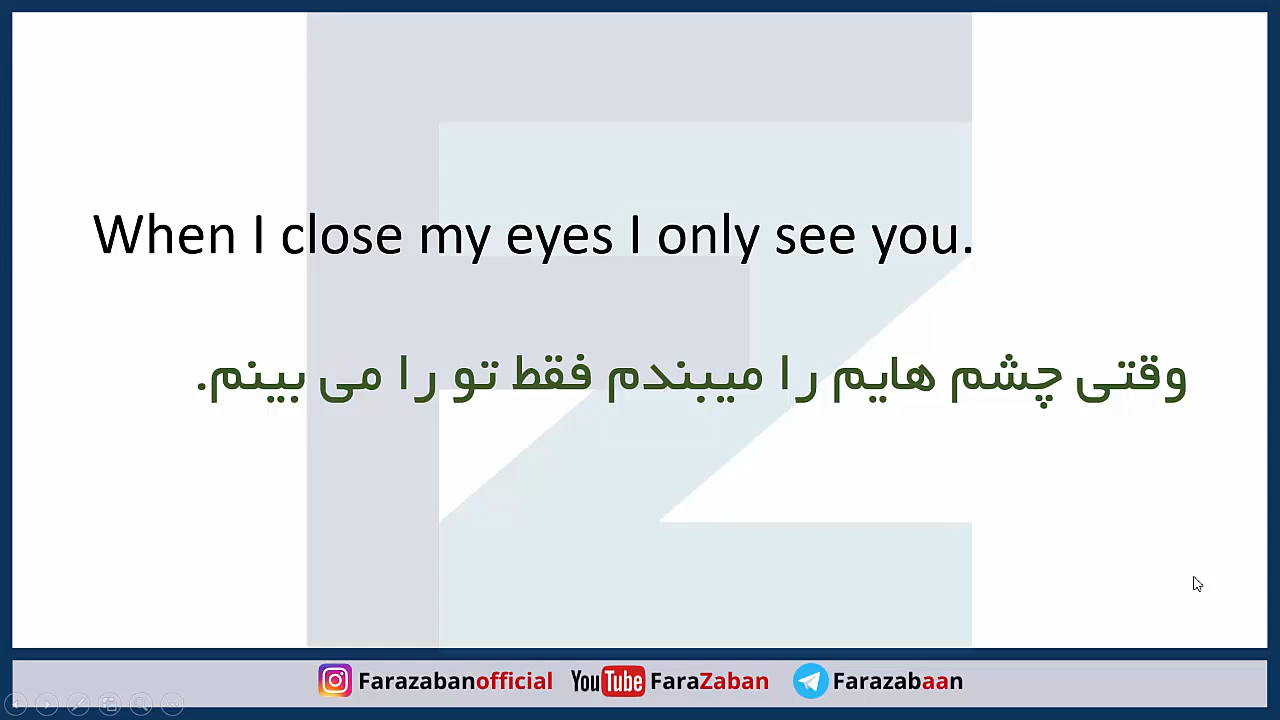 When I close my eyes I only see you.
وقتی چشم هایم را میبندم فقط تو را می بینم.
Farazabanofficial YouTube FaraZaban Farazabaan